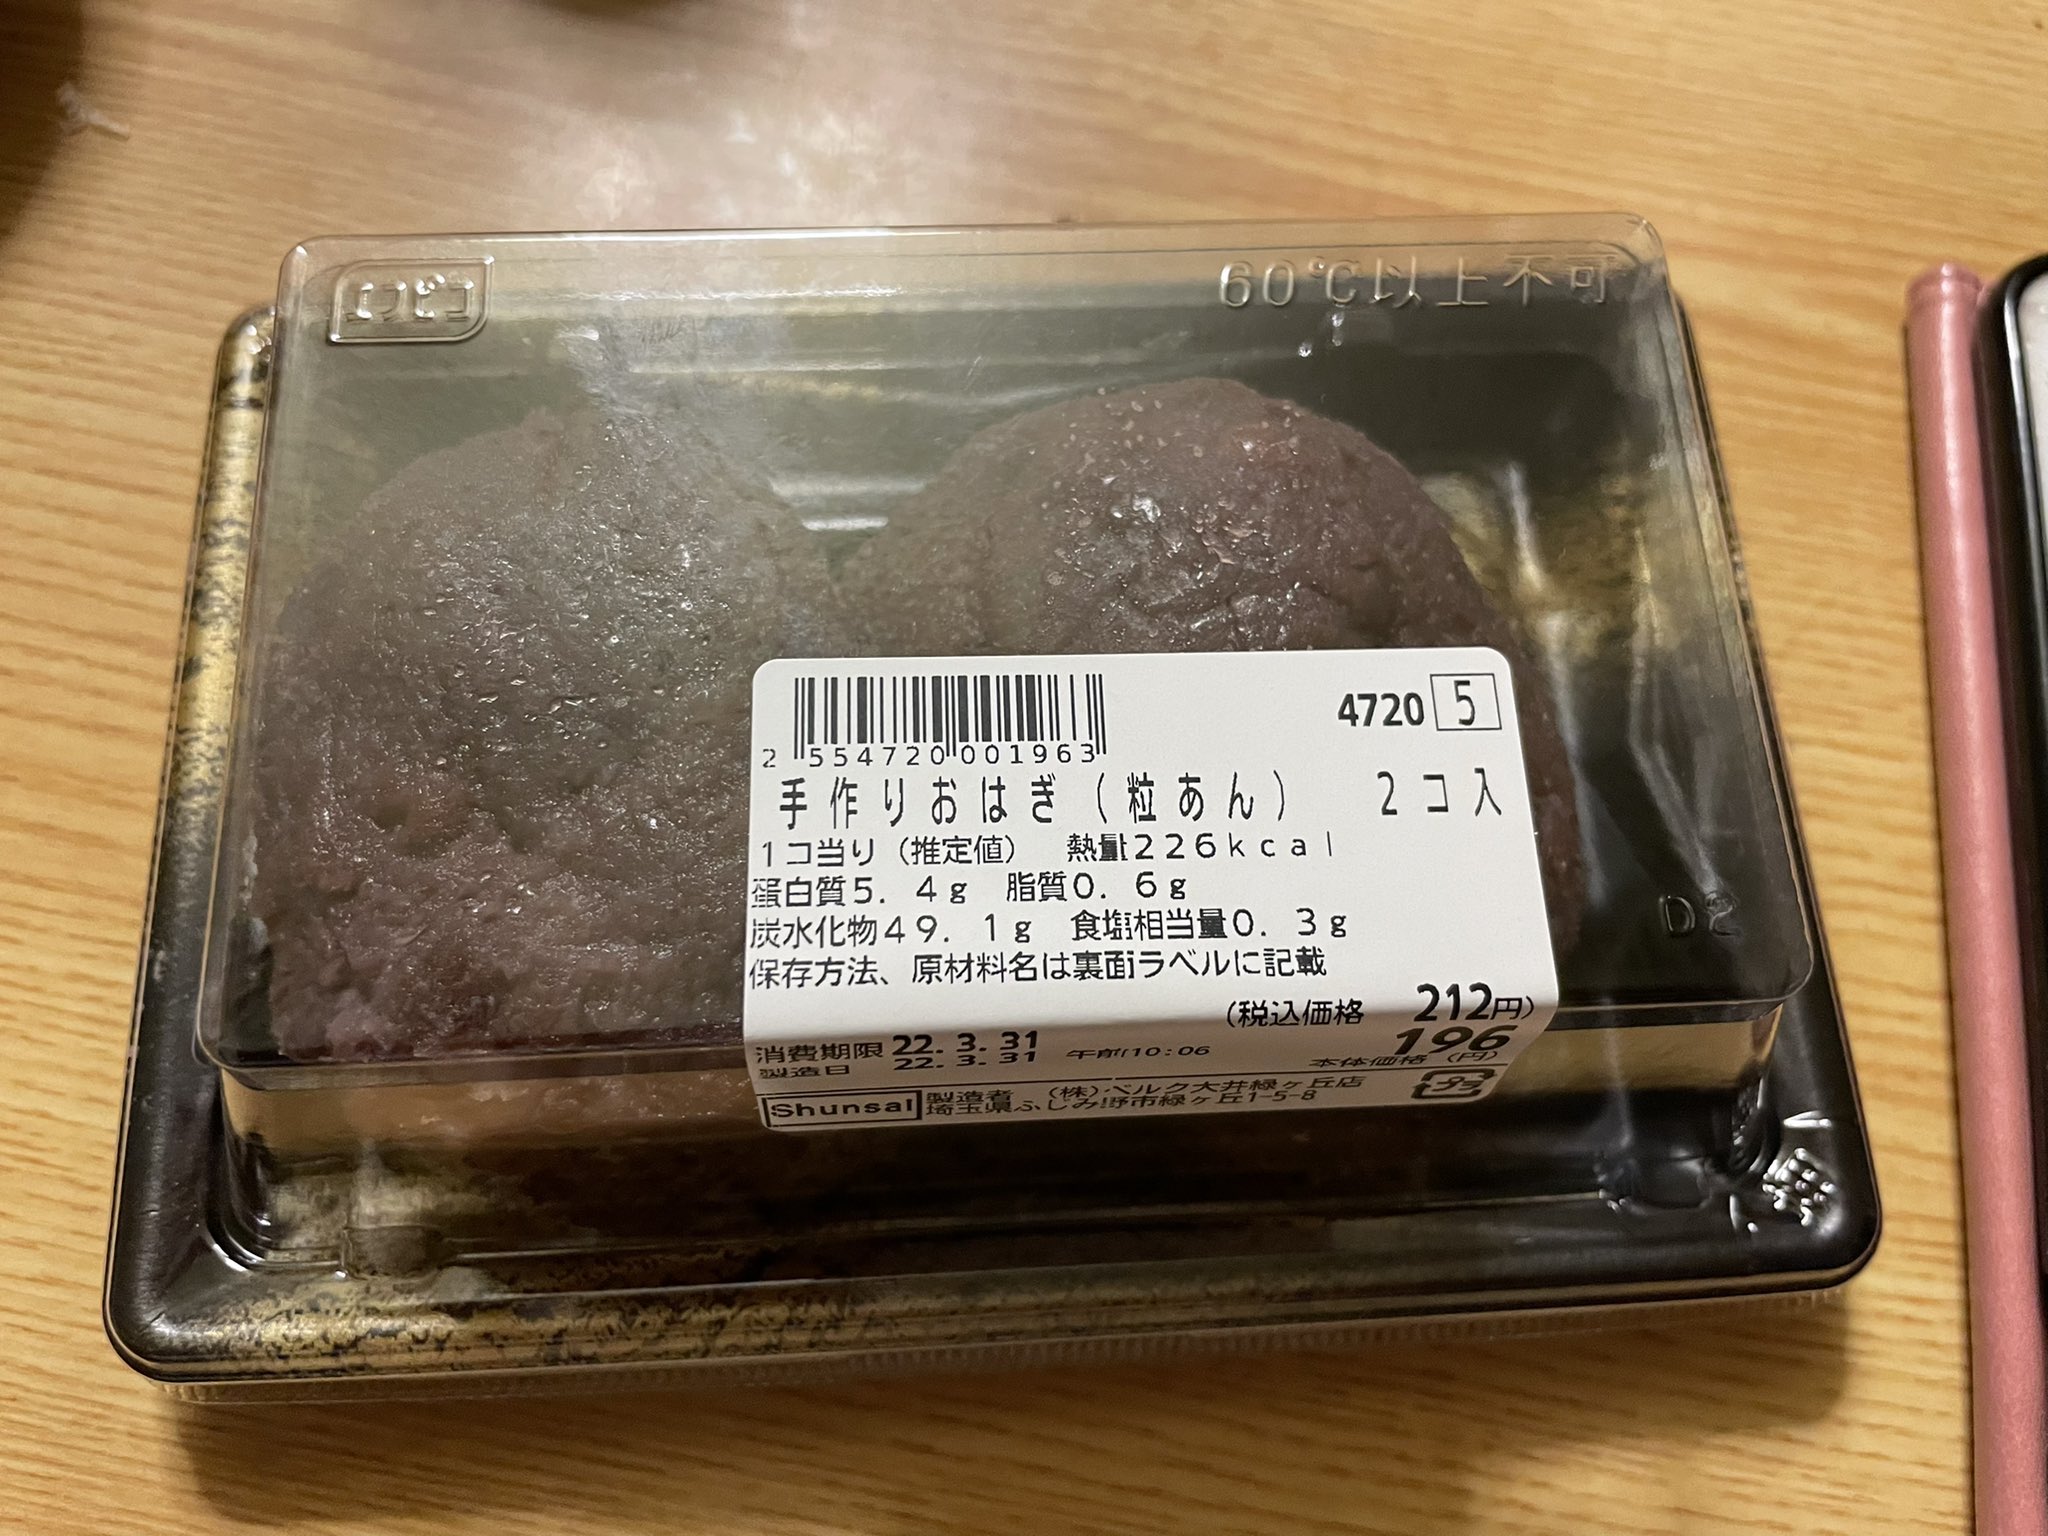 エフピコ
60℃以上不可
4720 5
2 554720 001963
手作りおはぎ（粒あん） 2コ入
1コ当り（推定値） 熱量226kcal
蛋白質5.4g 脂質0.6g
炭水化物49.1g 食塩相当量0.3g
保存方法、原材料名は裏面ラベルに記載
(税込価格 212円)
消費期限 22.3.31
196
製造日 22.3.31 午前10:06
本体価格(円)
Shunsai
製造者 (株)ベルク大井緑ヶ丘店
埼玉県ふじみ野市緑ヶ丘1-5-8
プラ
D2